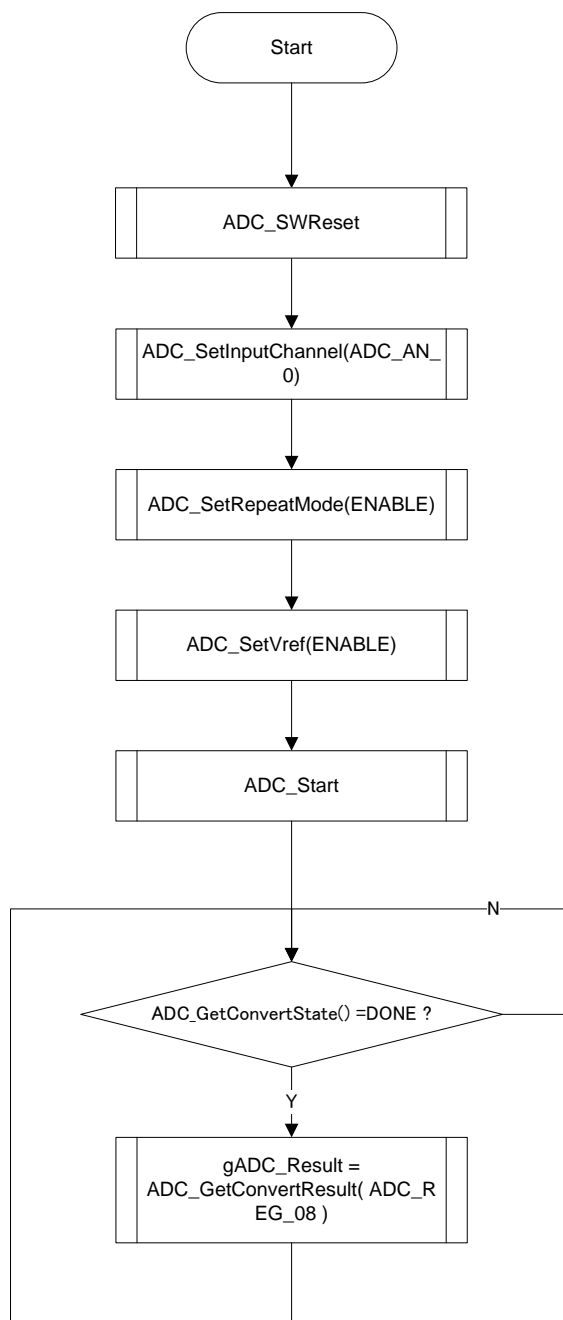 Start
ADC_SWReset
ADC_SetInputChannel(ADC_AN_
0)
ADC_SetRepeatMode(ENABLE)
ADC_SetVref(ENABLE)
ADC_Start
N
ADC_GetConvertState() =DONE ?
Y
gADC_Result =
ADC_GetConvertResult( ADC_R
EG_08 )